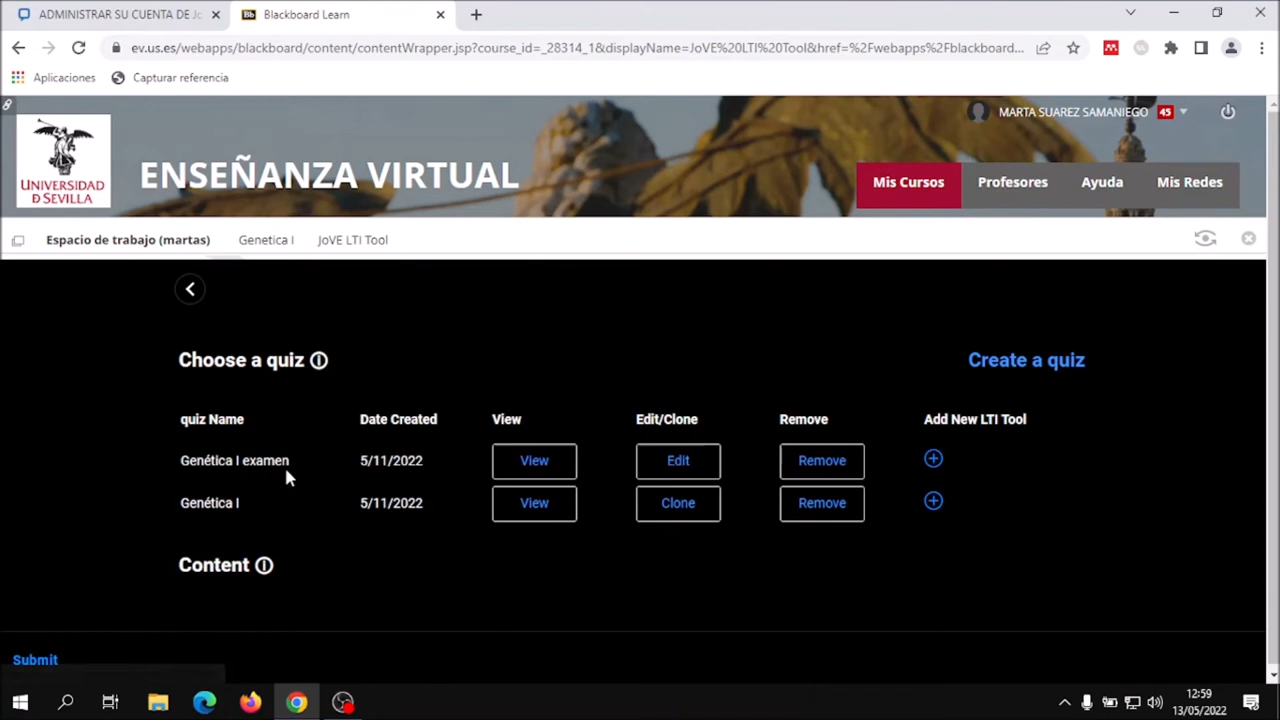 ADMINISTRAR SU CUENTA DE Jo
Blackboard Learn
ev.us.es/webapps/blackboard/content/contentWrapper.jsp?course_id=_28314_1&displayName=JoVE%20LTI%20Tool&href=%2Fwebapps%2Fblackboard...
Aplicaciones
Capturar referencia
MARTA SUAREZ SAMANIEGO 45
UNIVERSIDAD
D SEVILLA
ENSEÑANZA VIRTUAL
Mis Cursos
Profesores
Ayuda
Mis Redes
Espacio de trabajo (martas)
Genetica I
JoVE LTI Tool
Choose a quiz
Create a quiz
quiz Name
Date Created
View
Edit/Clone
Remove
Add New LTI Tool
Genética I examen
5/11/2022
View
Edit
Remove
Genética I
5/11/2022
View
Clone
Remove
Content
Submit
12:59
13/05/2022